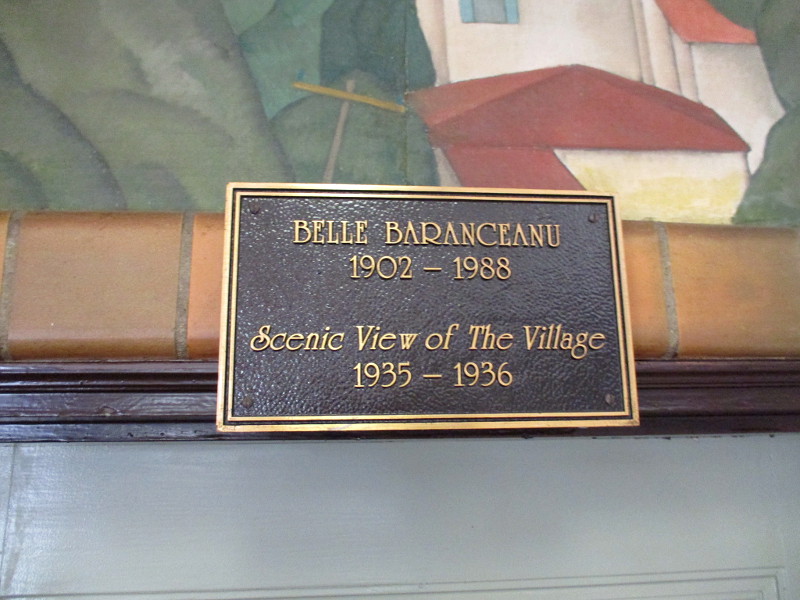 BELLE BARANCEANU
1902 – 1988
Scenic View of The Village
1935 – 1936